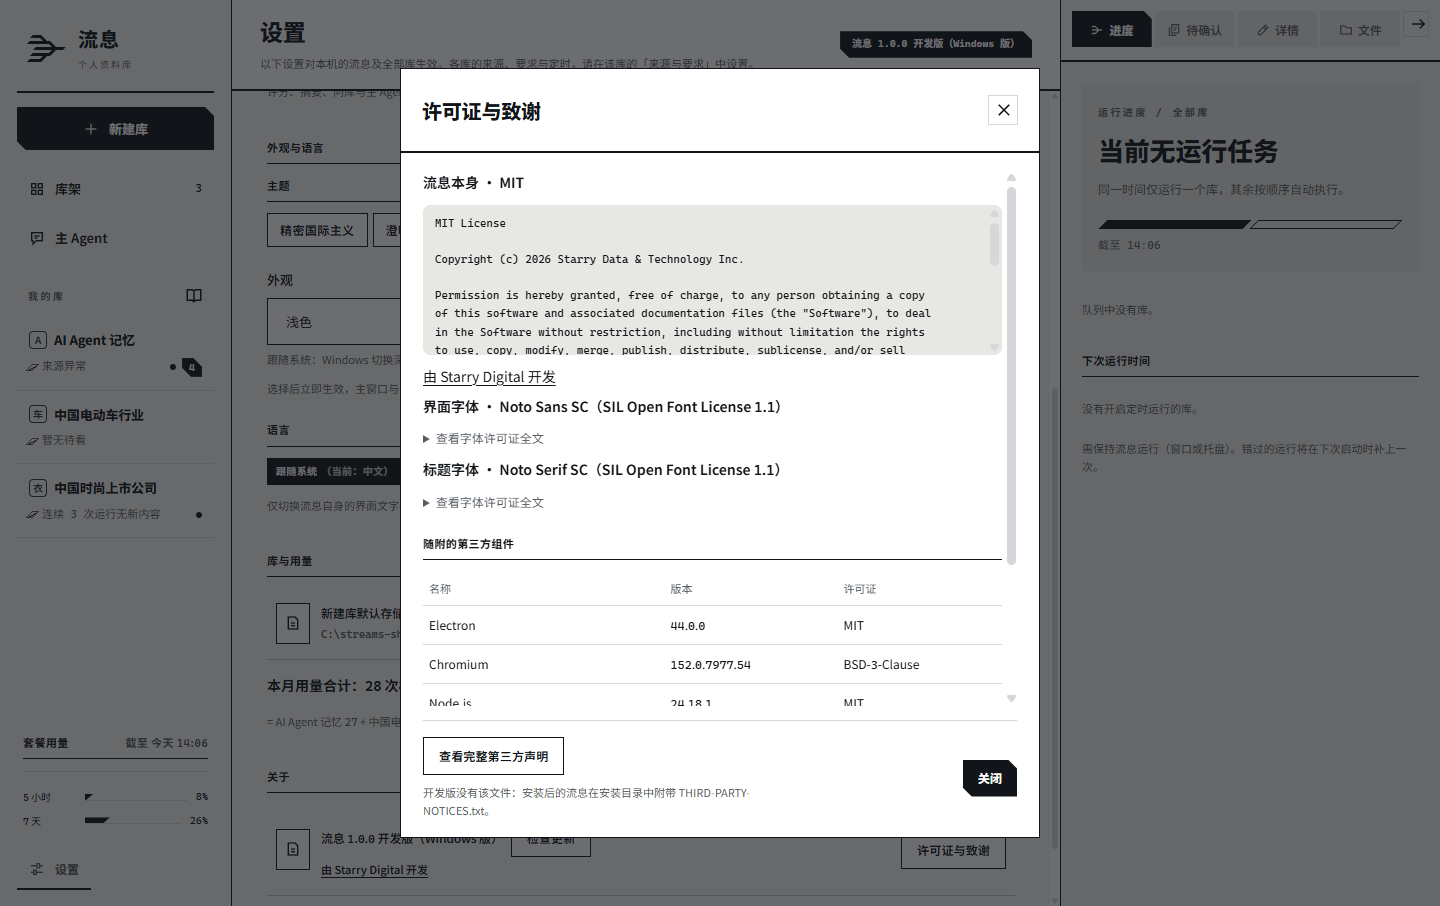 流息
个人资料库
新建库
库架
3
主 Agent
我的库
A
AI Agent 记忆
来源异常
4
车
中国电动车行业
暂无待看
衣
中国时尚上市公司
连续 3 次运行无新内容
套餐用量
截至 今天 14:06
5 小时
8%
7 天
26%
设置
设置
流息 1.0.0 开发版（Windows 版）
以下设置对本机的流息及全部库生效。各库的来源、要求与定时，请在该库的「来源与要求」中设置。
外观与语言
主题
精密国际主义
外观
浅色
跟随系统：Windows 切换
选择后立即生效，主窗口与
语言
跟随系统 （当前：中文）
仅切换流息自身的界面文字
库与用量
新建库默认存储
C:\streams-sh
本月用量合计：28 次
= AI Agent 记忆 27 + 中国电
关于
流息 1.0.0 开发版（Windows 版）
检查更新
由 Starry Digital 开发
许可证与致谢
许可证与致谢
流息本身 · MIT
MIT License
Copyright (c) 2026 Starry Data & Technology Inc.
Permission is hereby granted, free of charge, to any person obtaining a copy
of this software and associated documentation files (the "Software"), to deal
in the Software without restriction, including without limitation the rights
to use, copy, modify, merge, publish, distribute, sublicense, and/or sell
由 Starry Digital 开发
界面字体 · Noto Sans SC（SIL Open Font License 1.1）
查看字体许可证全文
标题字体 · Noto Serif SC（SIL Open Font License 1.1）
查看字体许可证全文
随附的第三方组件
名称 版本 许可证
Electron 44.0.0 MIT
Chromium 152.0.7977.54 BSD-3-Clause
Node.js 24.18.1 MIT
查看完整第三方声明
开发版没有该文件：安装后的流息在安装目录中附带 THIRD-PARTY-
NOTICES.txt。
关闭
进度
待确认
详情
文件
运行进度 / 全部库
当前无运行任务
同一时间仅运行一个库，其余按顺序自动执行。
截至 14:06
队列中没有库。
下次运行时间
没有开启定时运行的库。
需保持流息运行（窗口或托盘）。错过的运行将在下次启动时补上一
次。